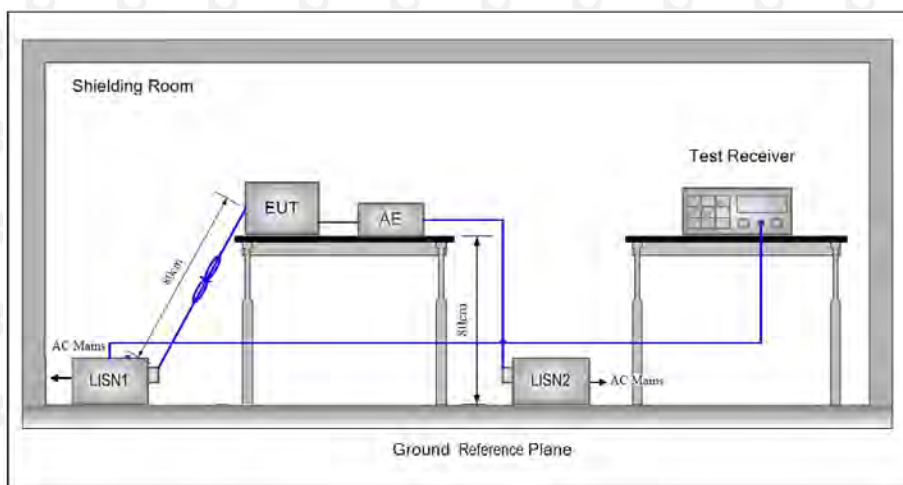 Shielding Room
Test Receiver
EUT
AE
80cm
80cm
AC Mains
LISN1
LISN2
AC Mains
Ground Reference Plane